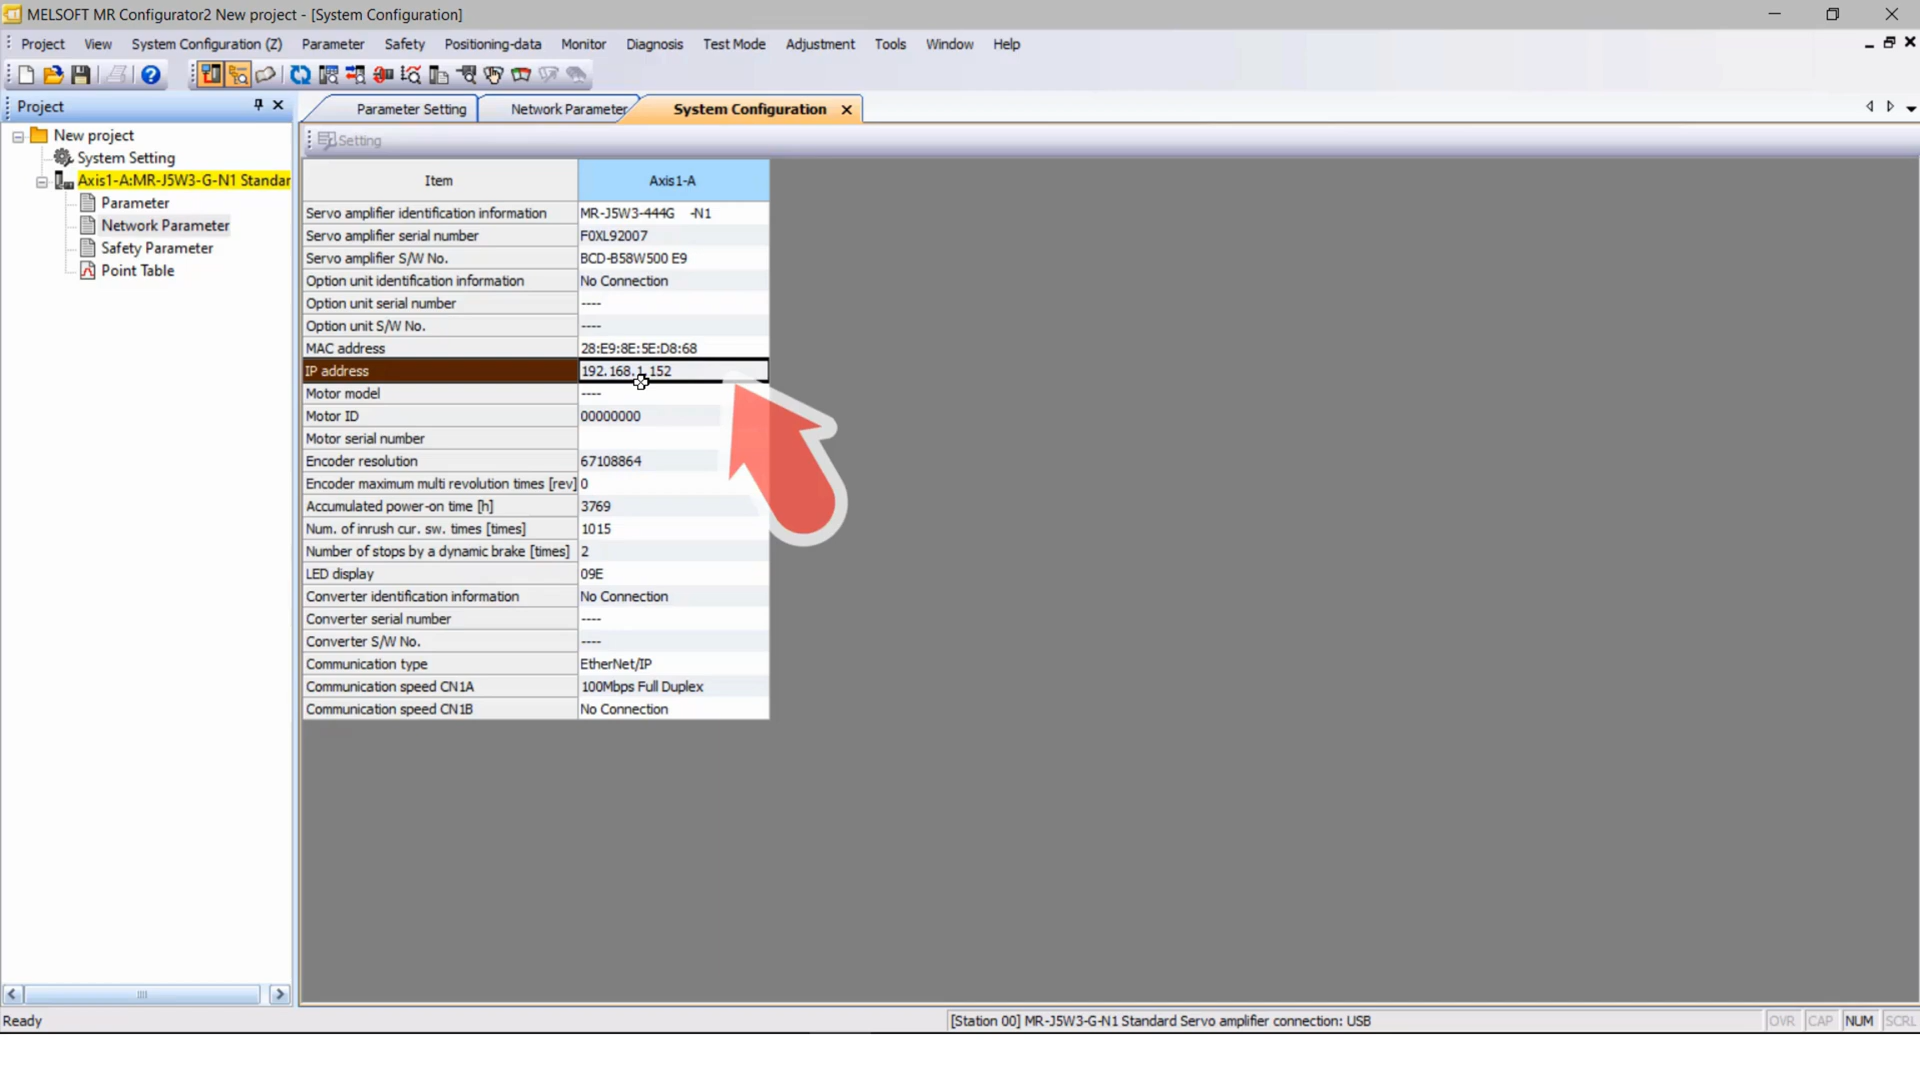 MELSOFT MR Configurator2 New project - [System Configuration]
Project View System Configuration (Z) Parameter Safety Positioning-data Monitor Diagnosis Test Mode Adjustment Tools Window Help
Project
Parameter Setting Network Parameter System Configuration
New project
System Setting
Axis1-A:MR-J5W3-G-N1 Standar
Parameter
Network Parameter
Safety Parameter
Point Table
Setting
Item Axis1-A
Servo amplifier identification information MR-J5W3-444G -N1
Servo amplifier serial number F0XL92007
Servo amplifier S/W No. BCD-B58W500 E9
Option unit identification information No Connection
Option unit serial number ----
Option unit S/W No. ----
MAC address 28:E9:8E:5E:D8:68
IP address 192.168.1.152
Motor model ----
Motor ID 00000000
Motor serial number
Encoder resolution 67108864
Encoder maximum multi revolution times [rev] 0
Accumulated power-on time [h] 3769
Num. of inrush cur. sw. times [times] 1015
Number of stops by a dynamic brake [times] 2
LED display 09E
Converter identification information No Connection
Converter serial number ----
Converter S/W No. ----
Communication type EtherNet/IP
Communication speed CN1A 100Mbps Full Duplex
Communication speed CN1B No Connection
Ready [Station 00] MR-J5W3-G-N1 Standard Servo amplifier connection: USB OVR CAP NUM SCRL